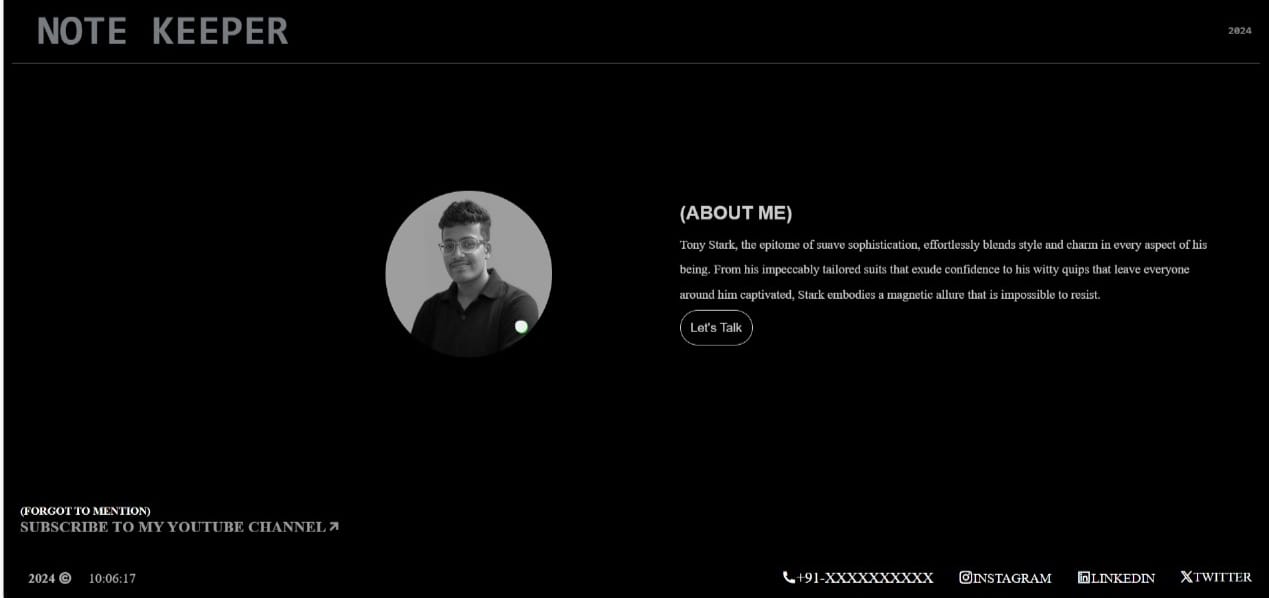 NOTE KEEPER
2024
(ABOUT ME)
Tony Stark, the epitome of suave sophistication, effortlessly blends style and charm in every aspect of his
being. From his impeccably tailored suits that exude confidence to his witty quips that leave everyone
around him captivated, Stark embodies a magnetic allure that is impossible to resist.
Let's Talk
(FORGOT TO MENTION)
SUBSCRIBE TO MY YOUTUBE CHANNEL
2024 © 10:06:17
+91-XXXXXXXXXX INSTAGRAM LINKEDIN TWITTER